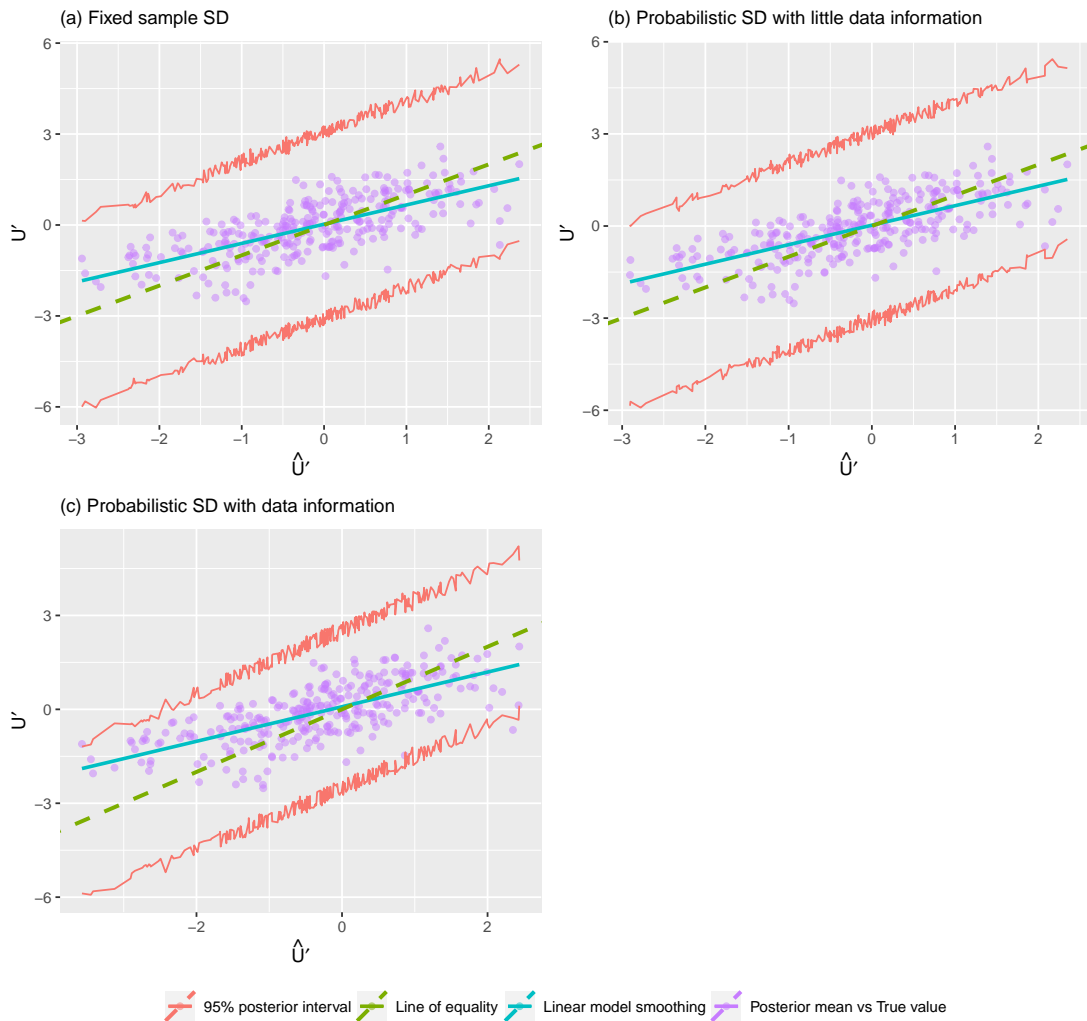 (a) Fixed sample SD
6
3
0
−3
−6
U′
−3 −2 −1 0 1 2
Û′
(b) Probabilistic SD with little data information
6
3
0
−3
−6
U′
−3 −2 −1 0 1 2
Û′
(c) Probabilistic SD with data information
3
0
−3
−6
U′
−2 0 2
Û′
95% posterior interval Line of equality Linear model smoothing Posterior mean vs True value